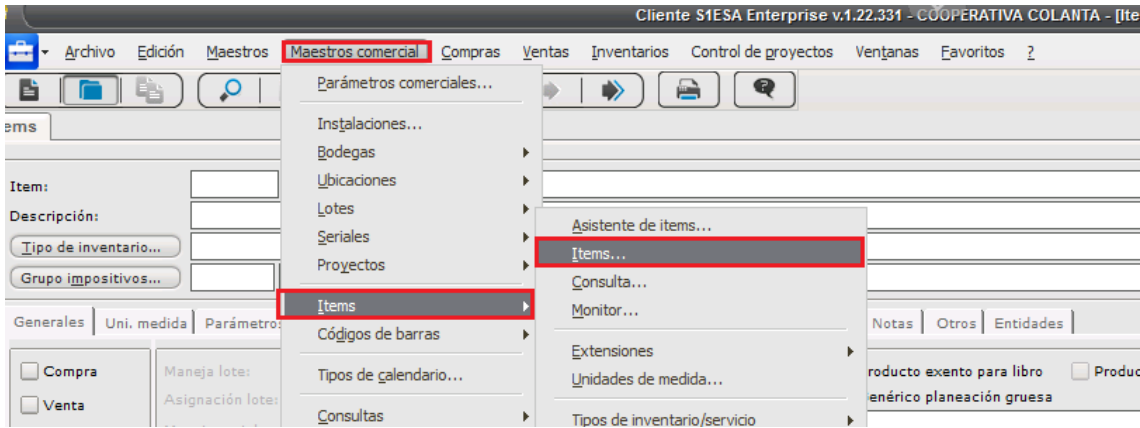 Cliente S1ESA Enterprise v.1.22.331 - COOPERATIVA COLANTA - [Ite
Archivo Edición Maestros Maestros comercial Compras Ventas Inventarios Control de proyectos Ventanas Favoritos ?
Parámetros comerciales...
ems
Instalaciones...
Bodegas
Item:
Ubicaciones
Descripción:
Lotes
Tipo de inventario...
Seriales
Asistente de items...
Grupo impositivos...
Proyectos
Items...
Consulta...
Items
Monitor...
Generales Uni. medida Parámetro Notas Otros Entidades
Códigos de barras
Extensiones
Compra Maneja lote: roducto exento para libro Produc
Tipos de calendario...
Unidades de medida...
Venta Asignación lote: enérico planeación gruesa
Consultas
Tipos de inventario/servicio